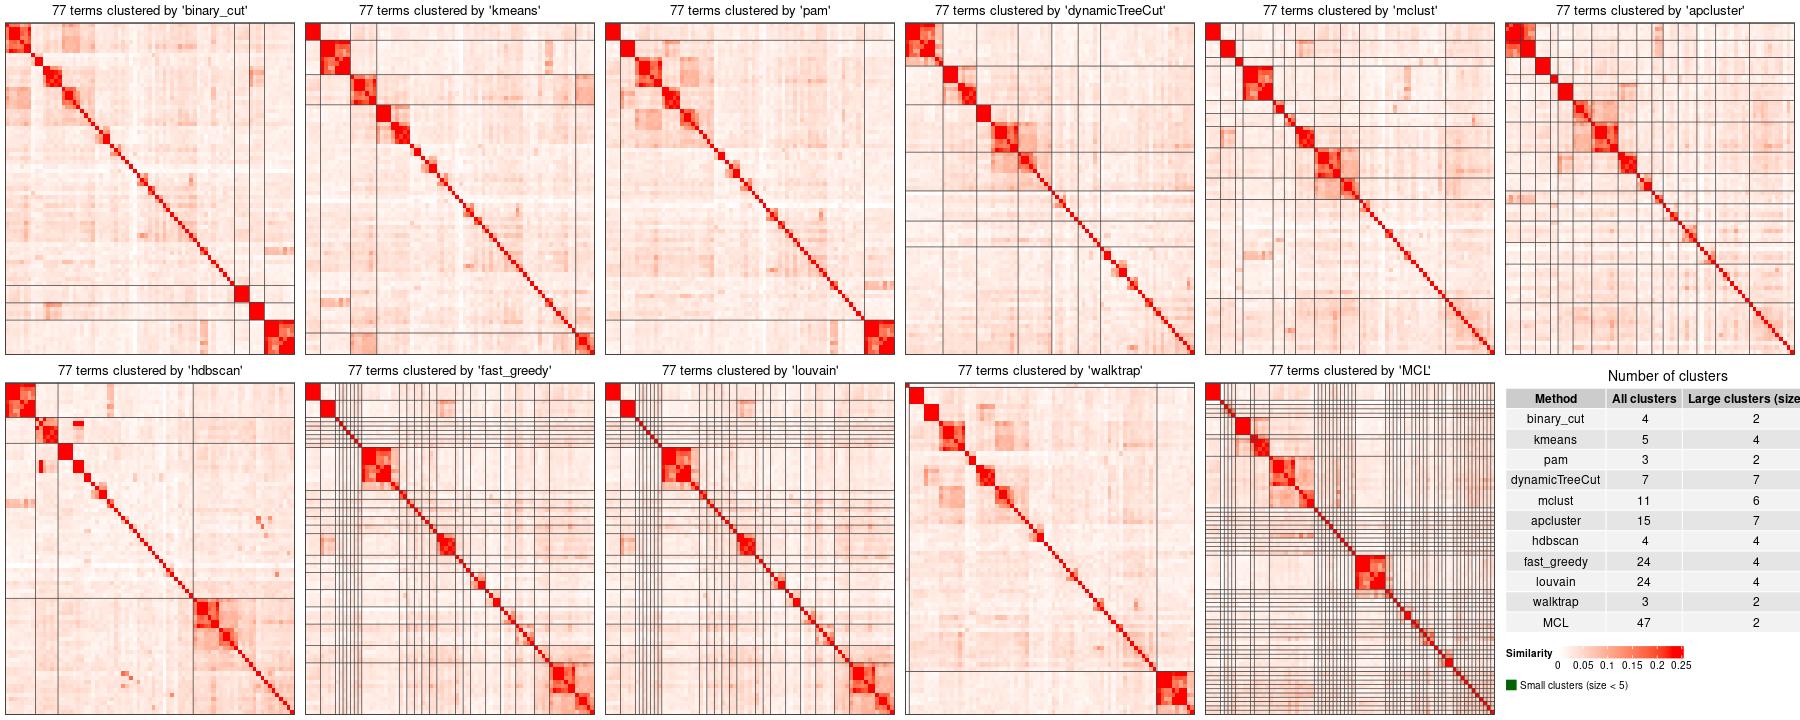 77 terms clustered by 'binary_cut'
77 terms clustered by 'kmeans'
77 terms clustered by 'pam'
77 terms clustered by 'dynamicTreeCut'
77 terms clustered by 'mclust'
77 terms clustered by 'apcluster'
77 terms clustered by 'hdbscan'
77 terms clustered by 'fast_greedy'
77 terms clustered by 'louvain'
77 terms clustered by 'walktrap'
77 terms clustered by 'MCL'
Number of clusters
Method All clusters Large clusters (size
binary_cut 4 2
kmeans 5 4
pam 3 2
dynamicTreeCut 7 7
mclust 11 6
apcluster 15 7
hdbscan 4 4
fast_greedy 24 4
louvain 24 4
walktrap 3 2
MCL 47 2
Similarity
0 0.05 0.1 0.15 0.2 0.25
Small clusters (size < 5)